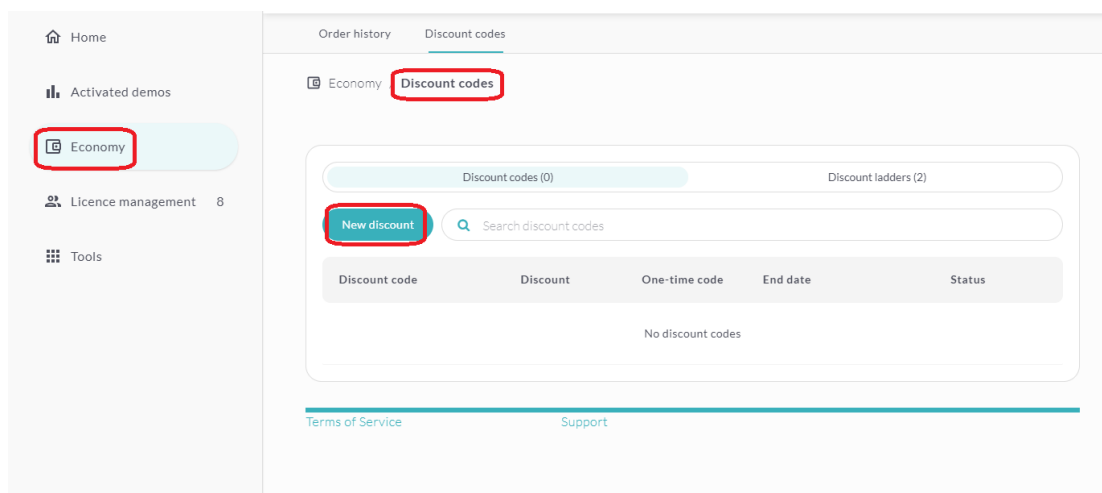 Home
Activated demos
Economy
Licence management 8
Tools
Order history Discount codes
Economy / Discount codes
Discount codes (0) Discount ladders (2)
New discount Search discount codes
Discount code Discount One-time code End date Status
No discount codes
Terms of Service Support